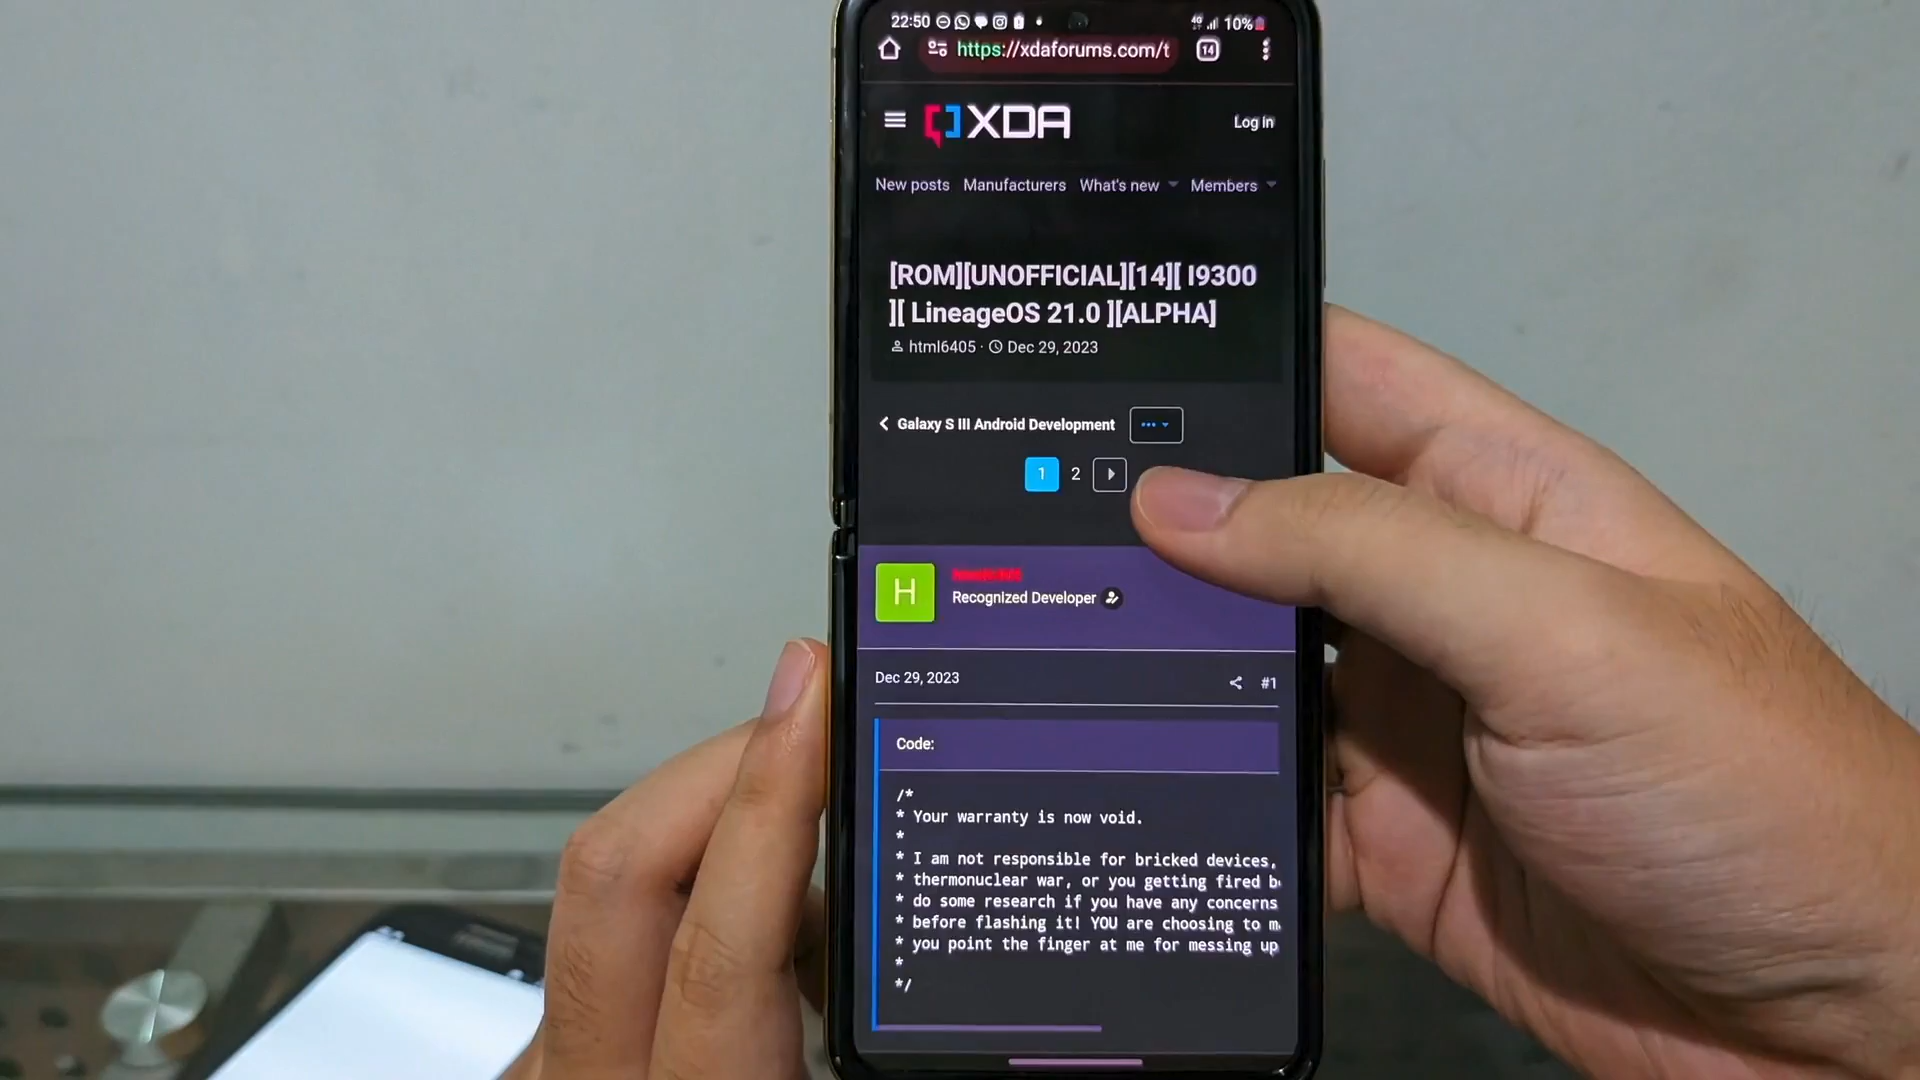 22:50 4G 10%
https://xdaforums.com/t 14
XDA Log in
New posts Manufacturers What's new Members
[ROM][UNOFFICIAL][14][ I9300
][ LineageOS 21.0 ][ALPHA]
html6405 · Dec 29, 2023
Galaxy S III Android Development
1 2
H
Recognized Developer
Dec 29, 2023 #1
Code:
/*
* Your warranty is now void.
*
* I am not responsible for bricked devices,
* thermonuclear war, or you getting fired b
* do some research if you have any concerns
* before flashing it! YOU are choosing to m
* you point the finger at me for messing up
*
*/